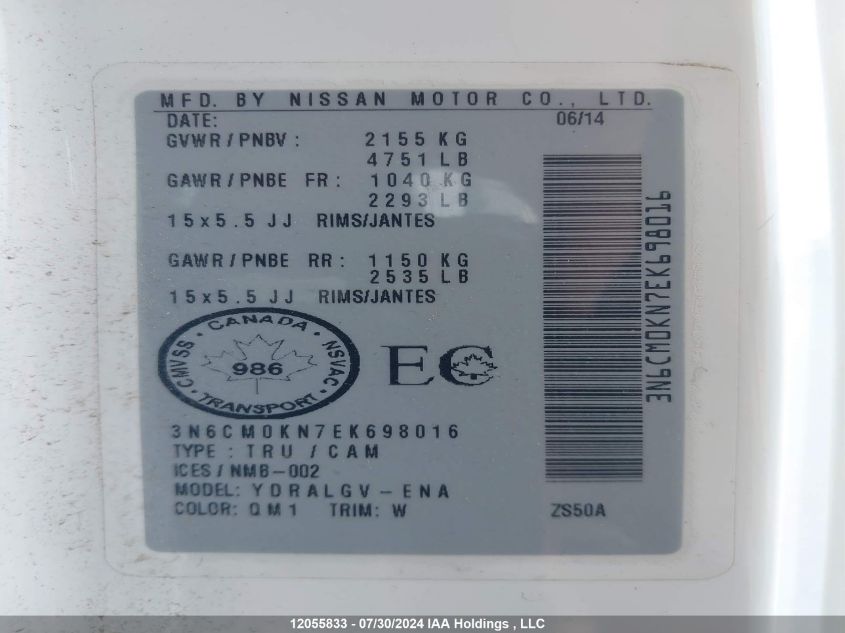 MFD. BY NISSAN MOTOR CO., LTD.
DATE: 06/14
GVWR/PNBV: 2155 KG
4751 LB
GAWR/PNBE FR: 1040 KG
2293 LB
15x5.5 JJ RIMS/JANTES
GAWR/PNBE RR: 1150 KG
2535 LB
15x5.5 JJ RIMS/JANTES
CANADA
CMVSS 986 NSVAC
TRANSPORT
EC
3N6CM0KN7EK698016
3N6CM0KN7EK698016
TYPE: TRU/CAM
ICES/NMB-002
MODEL: YDRALGV-ENA
COLOR: QM1 TRIM: W ZS50A
12055833 - 07/30/2024 IAA Holdings , LLC